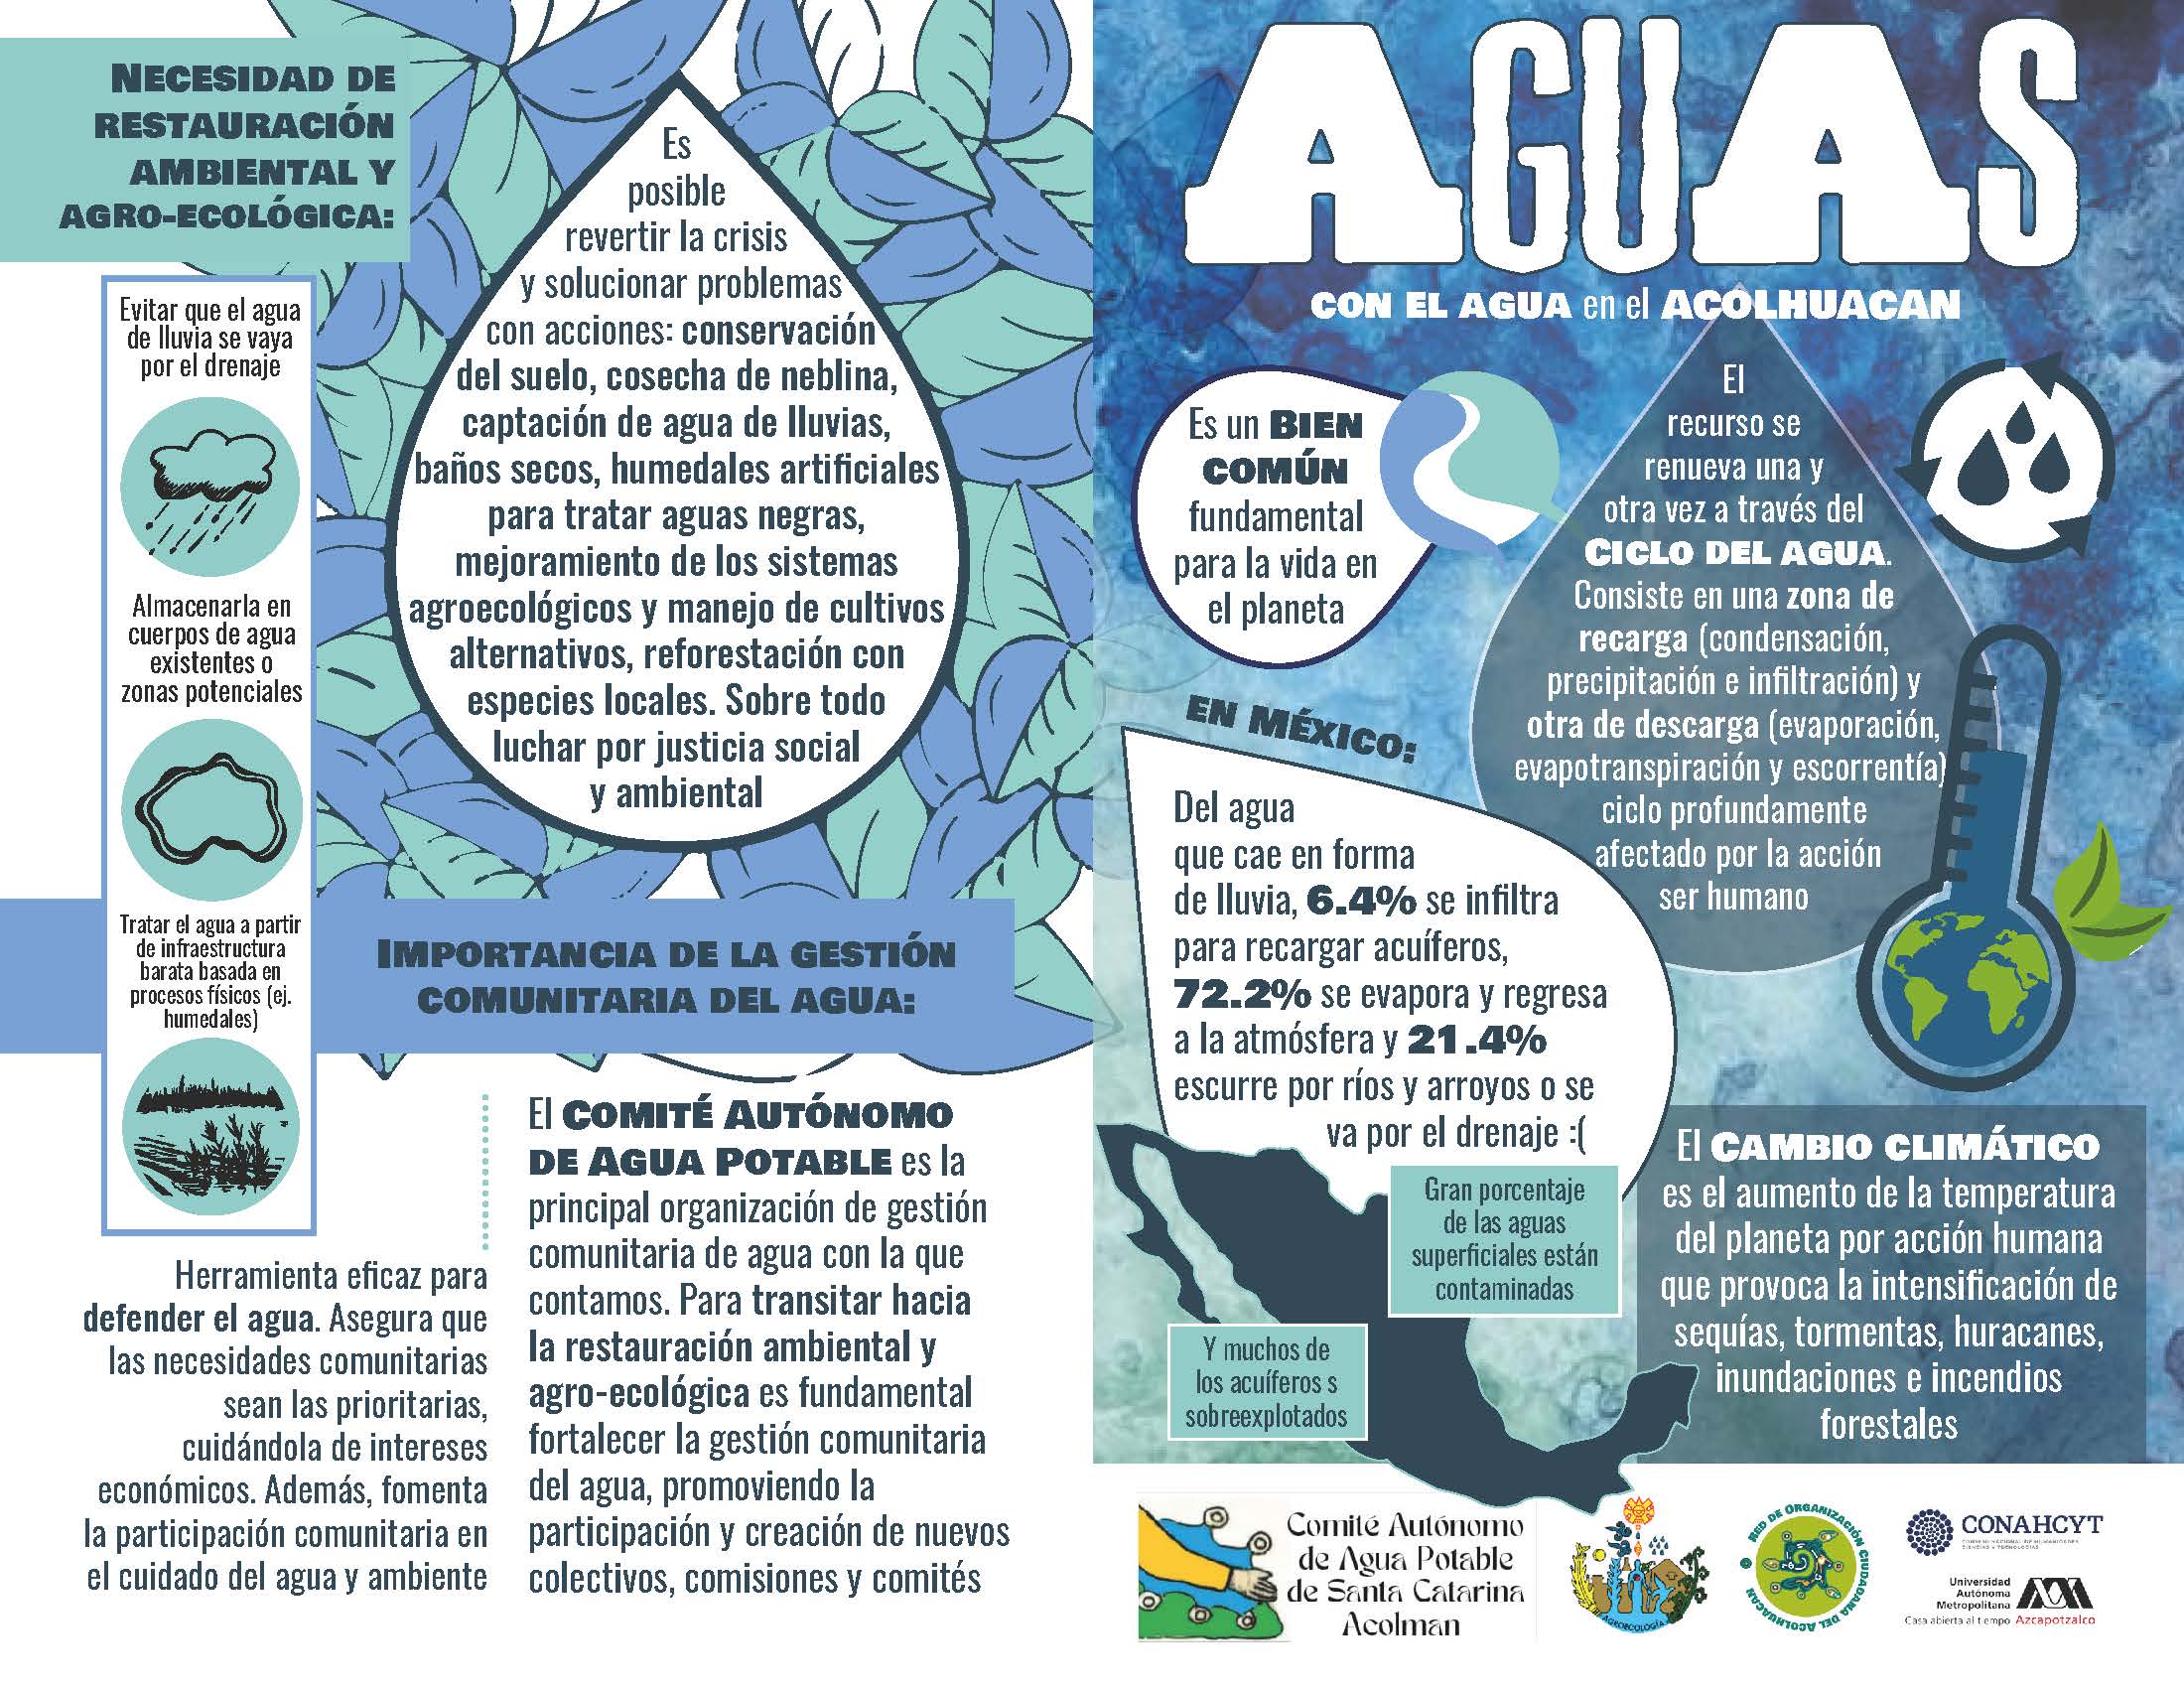 NECESIDAD DE
RESTAURACIÓN
AMBIENTAL Y
AGRO-ECOLÓGICA:
Evitar que el agua
de lluvia se vaya
por el drenaje
Almacenarla en
cuerpos de agua
existentes o
zonas potenciales
Tratar el agua a partir
de infraestructura
barata basada en
procesos físicos (ej.
humedales)
Es
posible
revertir la crisis
y solucionar problemas
con acciones: conservación
del suelo, cosecha de neblina,
captación de agua de lluvias,
baños secos, humedales artificiales
para tratar aguas negras,
mejoramiento de los sistemas
agroecológicos y manejo de cultivos
alternativos, reforestación con
especies locales. Sobre todo
luchar por justicia social
y ambiental
IMPORTANCIA DE LA GESTIÓN
COMUNITARIA DEL AGUA:
Herramienta eficaz para
defender el agua. Asegura que
las necesidades comunitarias
sean las prioritarias,
cuidándola de intereses
económicos. Además, fomenta
la participación comunitaria en
el cuidado del agua y ambiente
El COMITÉ AUTÓNOMO
DE AGUA POTABLE es la
principal organización de gestión
comunitaria de agua con la que
contamos. Para transitar hacia
la restauración ambiental y
agro-ecológica es fundamental
fortalecer la gestión comunitaria
del agua, promoviendo la
participación y creación de nuevos
colectivos, comisiones y comités
AGUAS
CON EL AGUA en el ACOLHUACAN
Es un BIEN
COMÚN
fundamental
para la vida en
el planeta
El
recurso se
renueva una y
otra vez a través del
CICLO DEL AGUA.
Consiste en una zona de
recarga (condensación,
precipitación e infiltración) y
otra de descarga (evaporación,
evapotranspiración y escorrentía)
ciclo profundamente
afectado por la acción
ser humano
EN MÉXICO:
Del agua
que cae en forma
de lluvia, 6.4% se infiltra
para recargar acuíferos,
72.2% se evapora y regresa
a la atmósfera y 21.4%
escurre por ríos y arroyos o se
va por el drenaje :(
Gran porcentaje
de las aguas
superficiales están
contaminadas
Y muchos de
los acuíferos s
sobreexplotados
El CAMBIO CLIMÁTICO
es el aumento de la temperatura
del planeta por acción humana
que provoca la intensificación de
sequías, tormentas, huracanes,
inundaciones e incendios
forestales
Comité Autónomo
de Agua Potable
de Santa Catarina
Acolman
AGROECOLOGÍA
RED DE ORGANIZACIÓN CIUDADANA DEL ACOLHUACAN
CONAHCYT
CONSEJO NACIONAL DE HUMANIDADES
CIENCIAS Y TECNOLOGÍAS
Universidad
Autónoma
Metropolitana
Casa abierta al tiempo Azcapotzalco